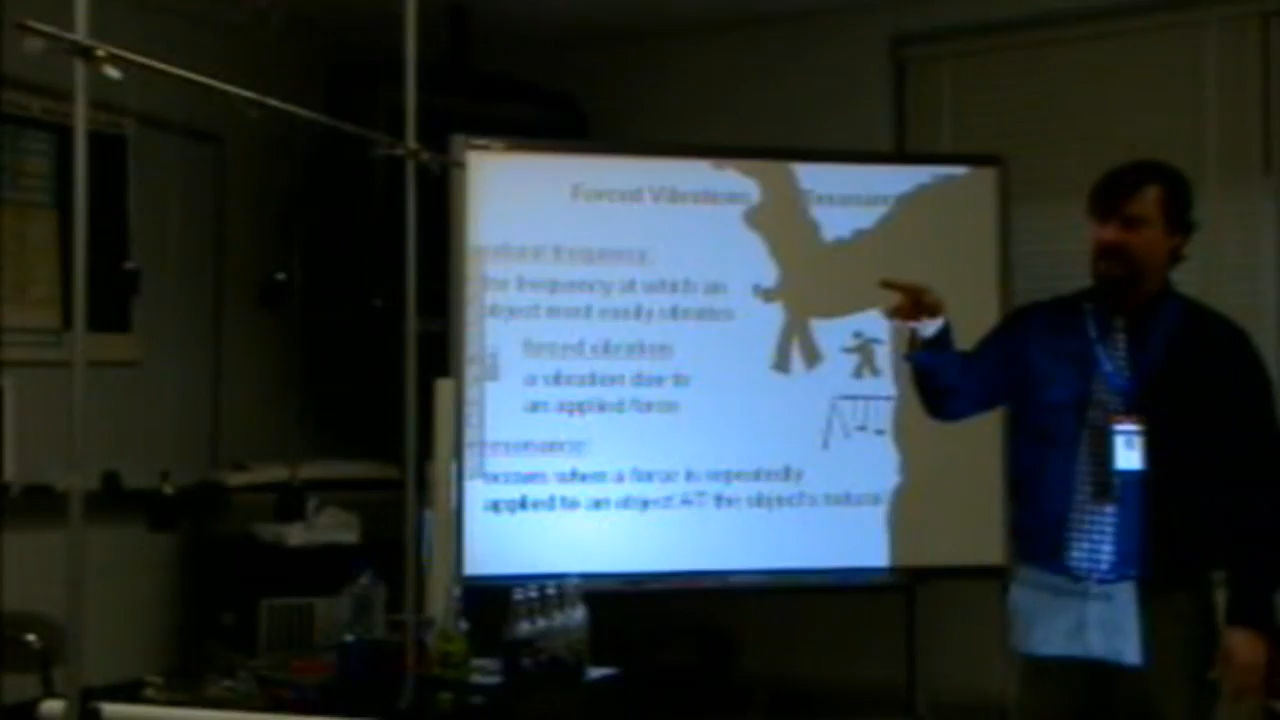 Forced Vibrations Resonance
natural frequency:
the frequency at which an
object most easily vibrates
forced vibration:
a vibration due to
an applied force
resonance:
occurs when a force is repeatedly
applied to an object AT the object's natural